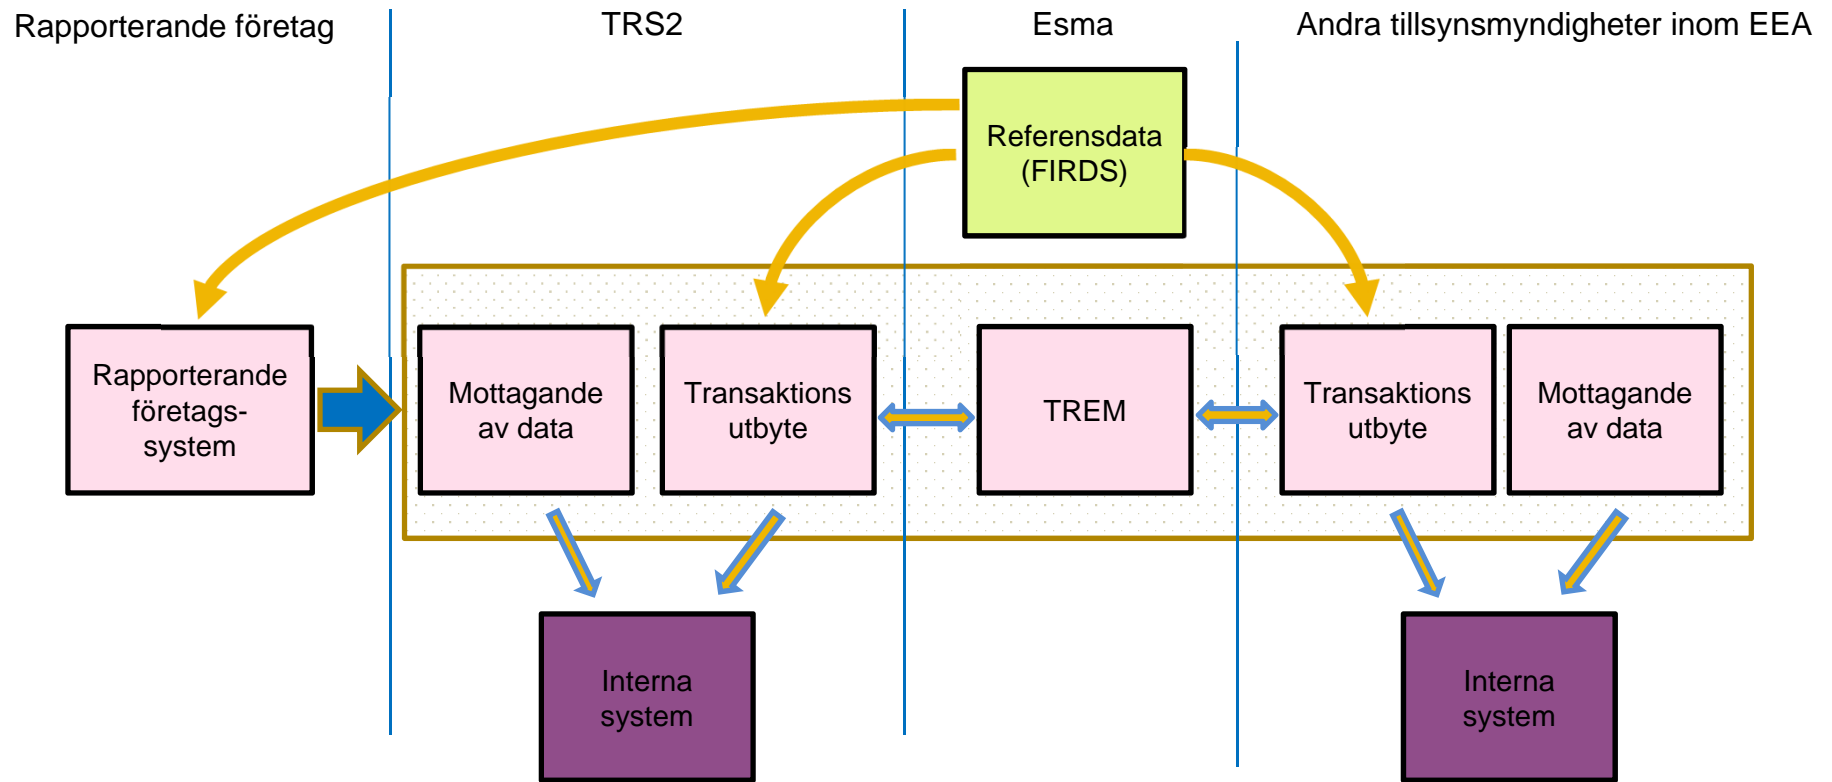 Rapporterande företag
TRS2
Esma
Andra tillsynsmyndigheter inom EEA
Referensdata
(FIRDS)
Rapporterande
företags-
system
Mottagande
av data
Transaktions
utbyte
TREM
Transaktions
utbyte
Mottagande
av data
Interna
system
Interna
system